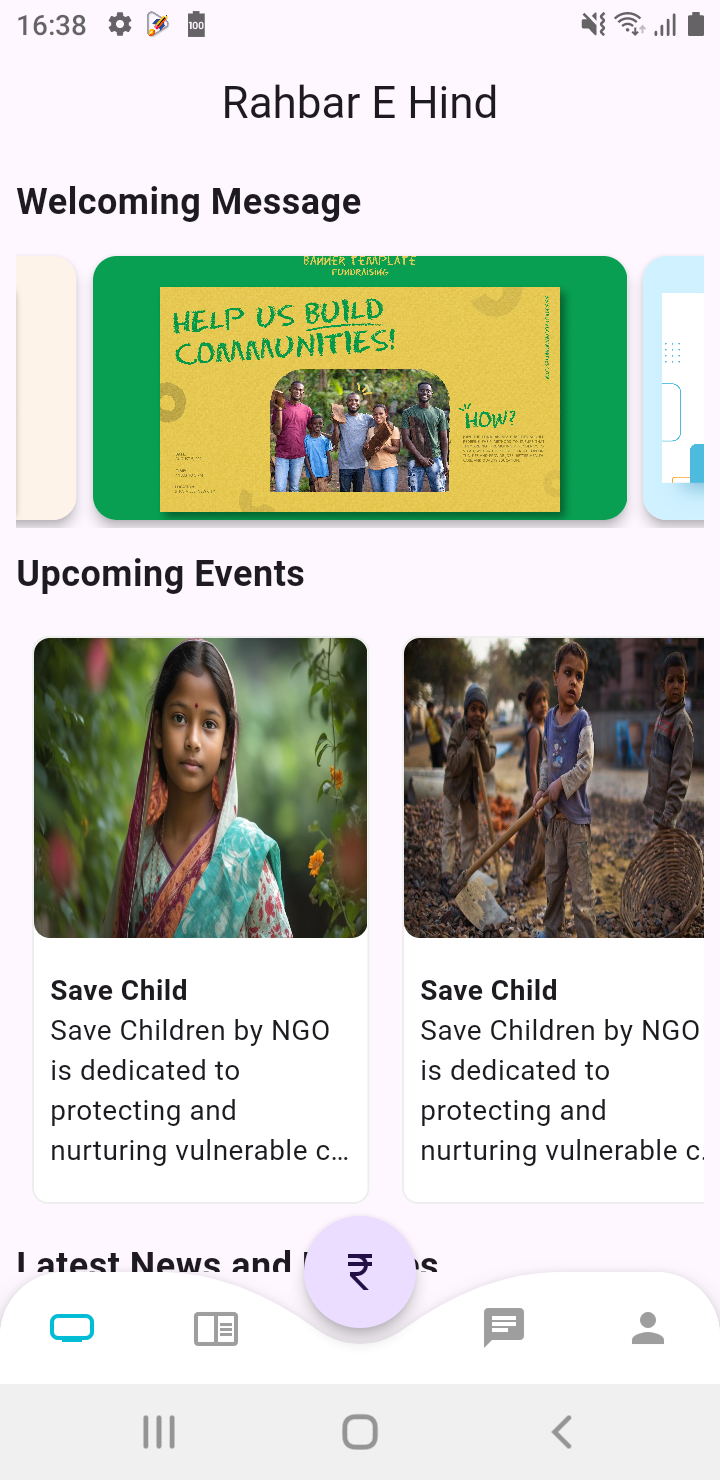 16:38
100
Rahbar E Hind
Welcoming Message
BANNER TEMPLATE
FUNDRAISING
HELP US BUILD
COMMUNITIES!
HOW?
Upcoming Events
Save Child
Save Children by NGO
is dedicated to
protecting and
nurturing vulnerable c...
Save Child
Save Children by NGO
is dedicated to
protecting and
nurturing vulnerable c.
Latest News and
₹